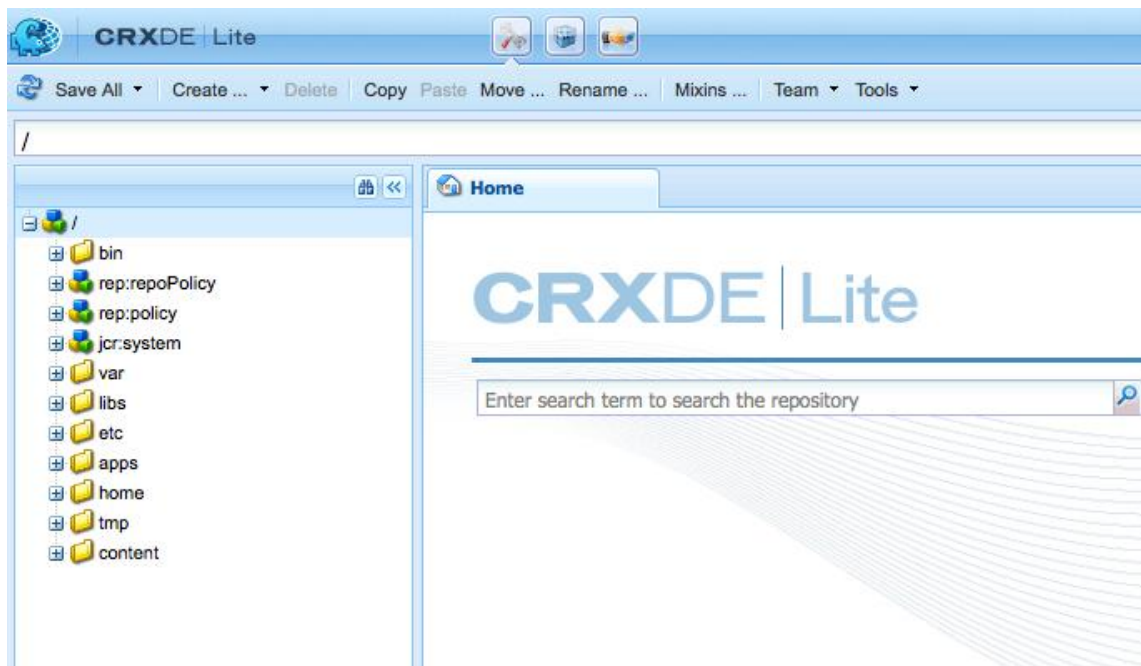 CRXDE | Lite
Save All Create ... Delete Copy Paste Move ... Rename ... Mixins ... Team Tools
/
Home
/
bin
rep:repoPolicy
rep:policy
jcr:system
var
libs
etc
apps
home
tmp
content
CRXDE | Lite
Enter search term to search the repository